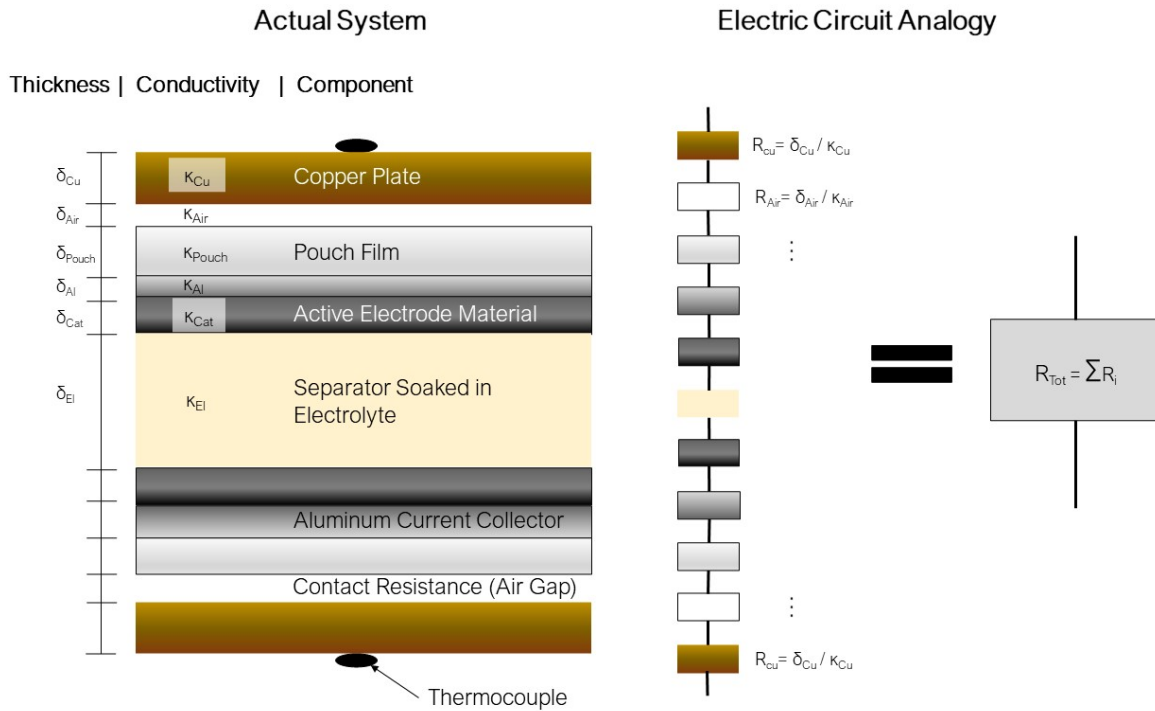 Actual System
Electric Circuit Analogy
Thickness | Conductivity | Component
δCu
κCu
Copper Plate
δAir
κAir
δPouch
κPouch
Pouch Film
δAl
κAl
δCat
κCat
Active Electrode Material
δEl
κEl
Separator Soaked in
Electrolyte
Aluminum Current Collector
Contact Resistance (Air Gap)
Thermocouple
Rcu= δCu / κCu
RAir= δAir / κAir
⋮
⋮
Rcu= δCu / κCu
RTot = ∑Ri